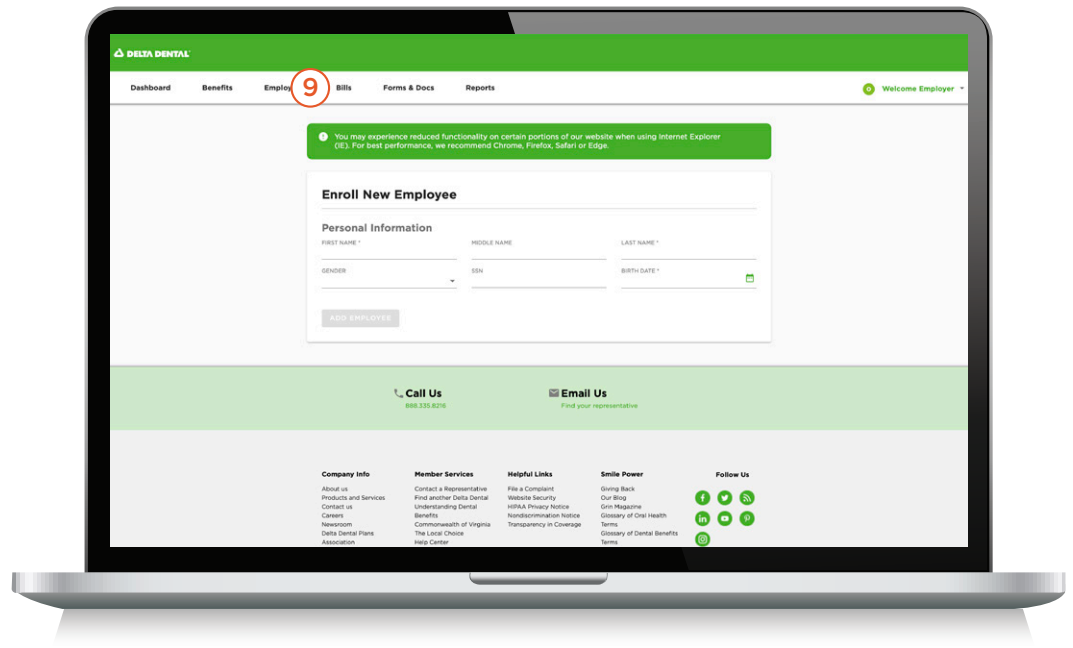 DELTA DENTAL
Dashboard Benefits Employ 9 Bills Forms & Docs Reports Welcome Employer
You may experience reduced functionality on certain portions of our website when using Internet Explorer
(IE). For best performance, we recommend Chrome, Firefox, Safari or Edge.
Enroll New Employee
Personal Information
FIRST NAME * MIDDLE NAME LAST NAME *
GENDER SSN BIRTH DATE *
ADD EMPLOYEE
Call Us Email Us
888.335.8216 Find your representative
Company Info Member Services Helpful Links Smile Power Follow Us
About us Contact a Representative File a Complaint Giving Back
Products and Services Find another Delta Dental Website Security Our Blog
Contact us Understanding Dental HIPAA Privacy Notice Grin Magazine
Careers Benefits Nondiscrimination Notice Glossary of Oral Health
Newsroom Commonwealth of Virginia Transparency in Coverage Terms
Delta Dental Plans The Local Choice Glossary of Dental Benefits
Association Help Center Terms